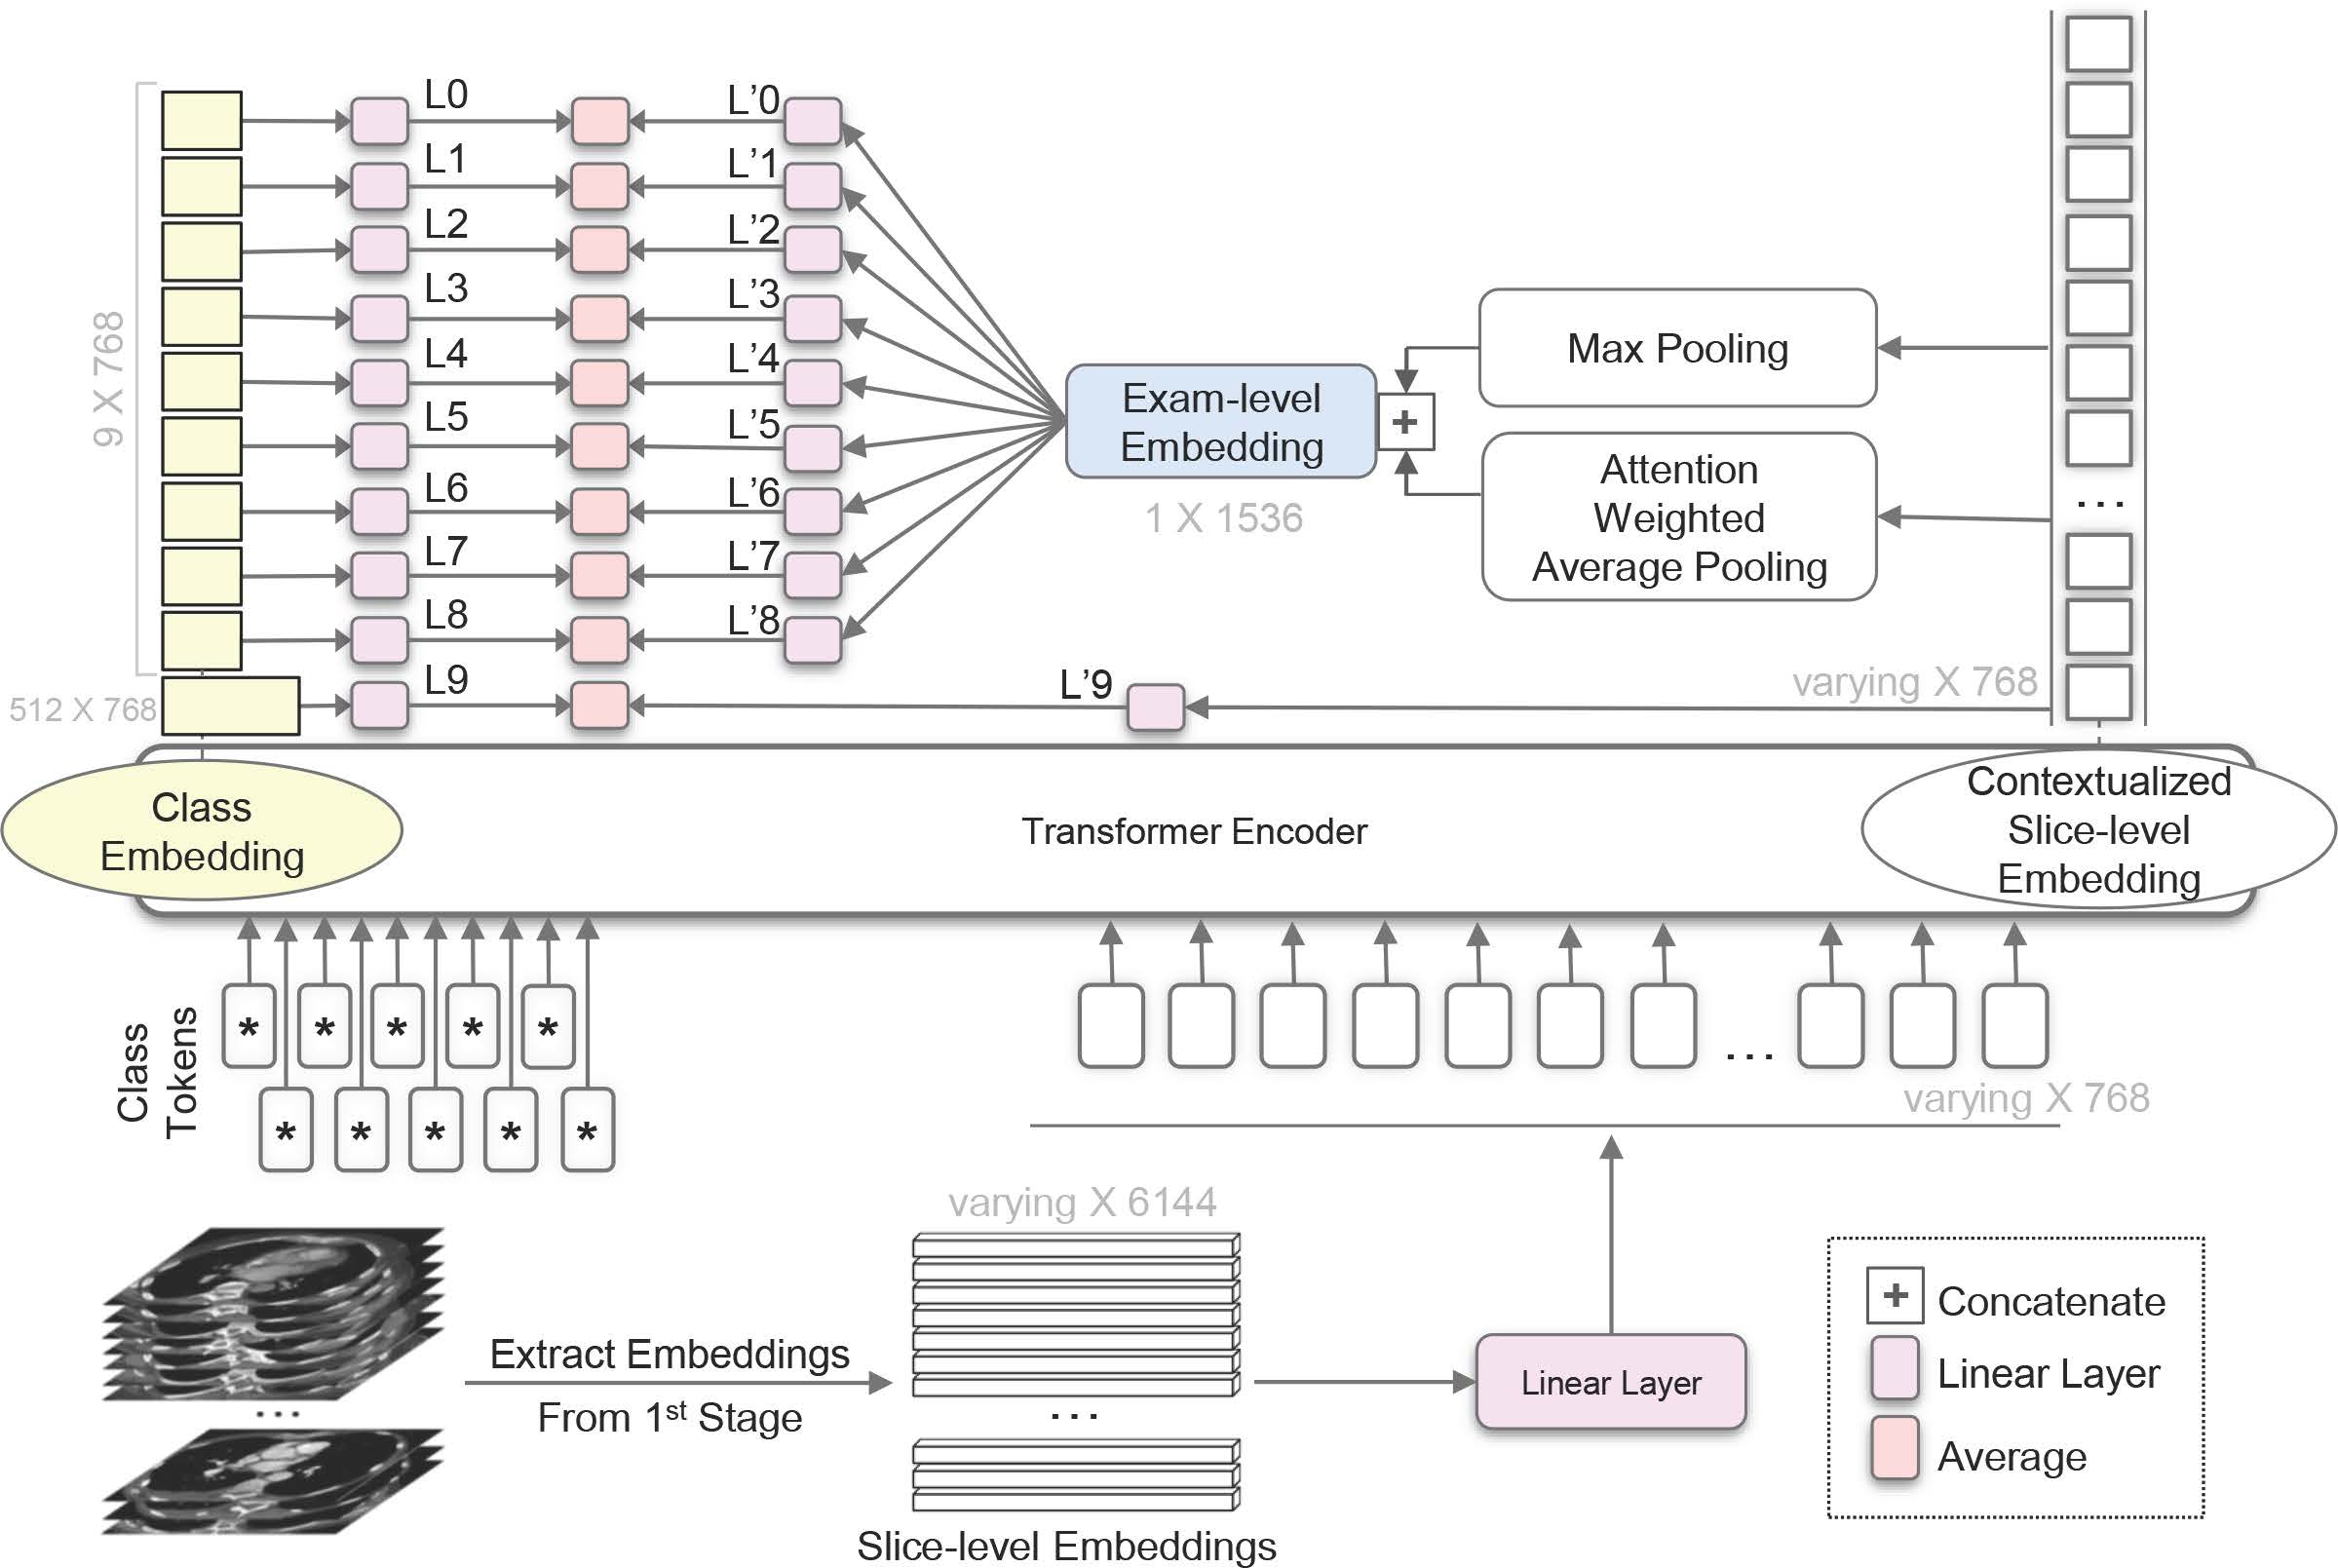 L0
L'0
L1
L'1
L2
L'2
L3
L'3
L4
L'4
L5
L'5
L6
L'6
L7
L'7
L8
L'8
L9
L'9
9 X 768
512 X 768
Exam-level
Embedding
+
1 X 1536
Max Pooling
Attention
Weighted
Average Pooling
...
varying X 768
Class
Embedding
Transformer Encoder
Contextualized
Slice-level
Embedding
Class
Tokens
* * * * *
* * * * *
...
varying X 768
varying X 6144
Extract Embeddings
From 1st Stage
...
...
Slice-level Embeddings
Linear Layer
+ Concatenate
Linear Layer
Average